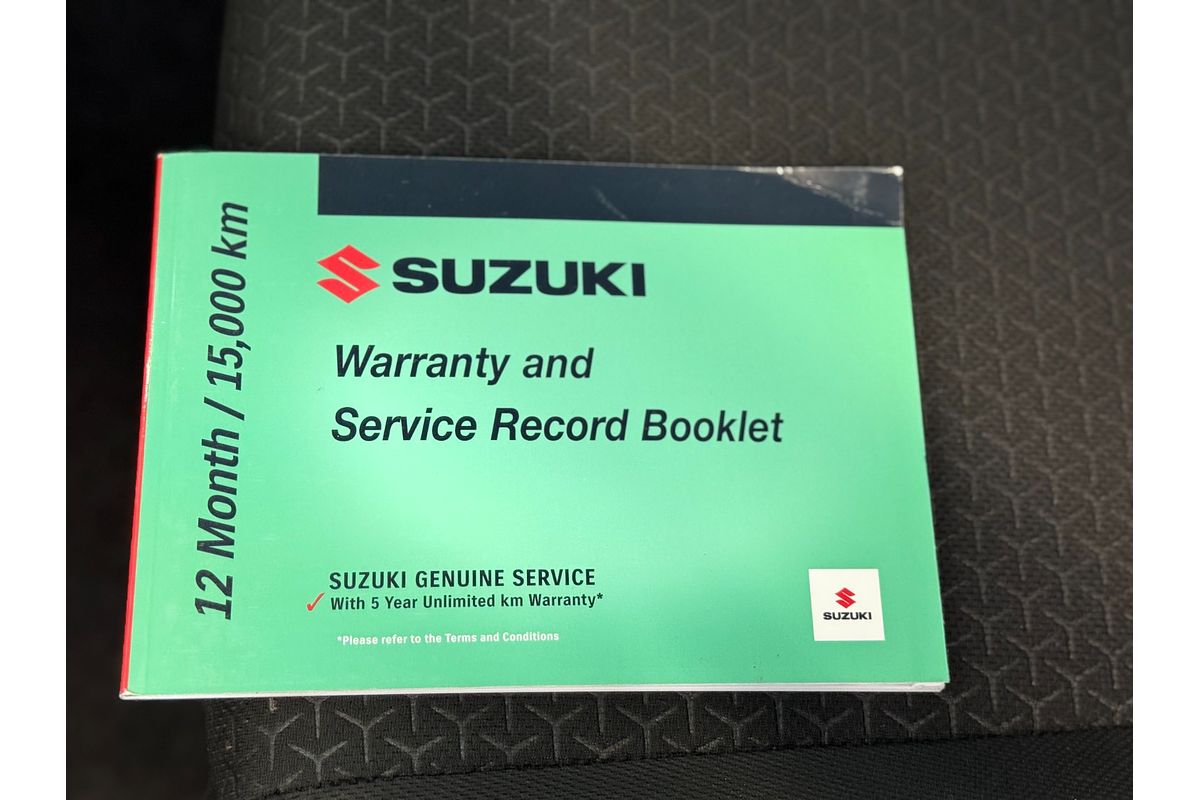 12 Month / 15,000 km
SUZUKI
Warranty and
Service Record Booklet
SUZUKI GENUINE SERVICE
With 5 Year Unlimited km Warranty*
*Please refer to the Terms and Conditions
SUZUKI